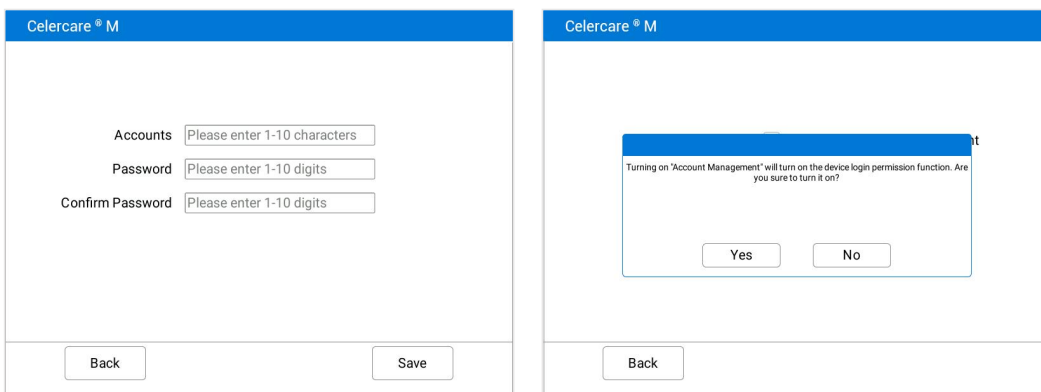 Celercare ® M
Accounts Please enter 1-10 characters
Password Please enter 1-10 digits
Confirm Password Please enter 1-10 digits
Back Save
Celercare ® M
Turning on "Account Management" will turn on the device login permission function. Are
you sure to turn it on?
Yes No
Back